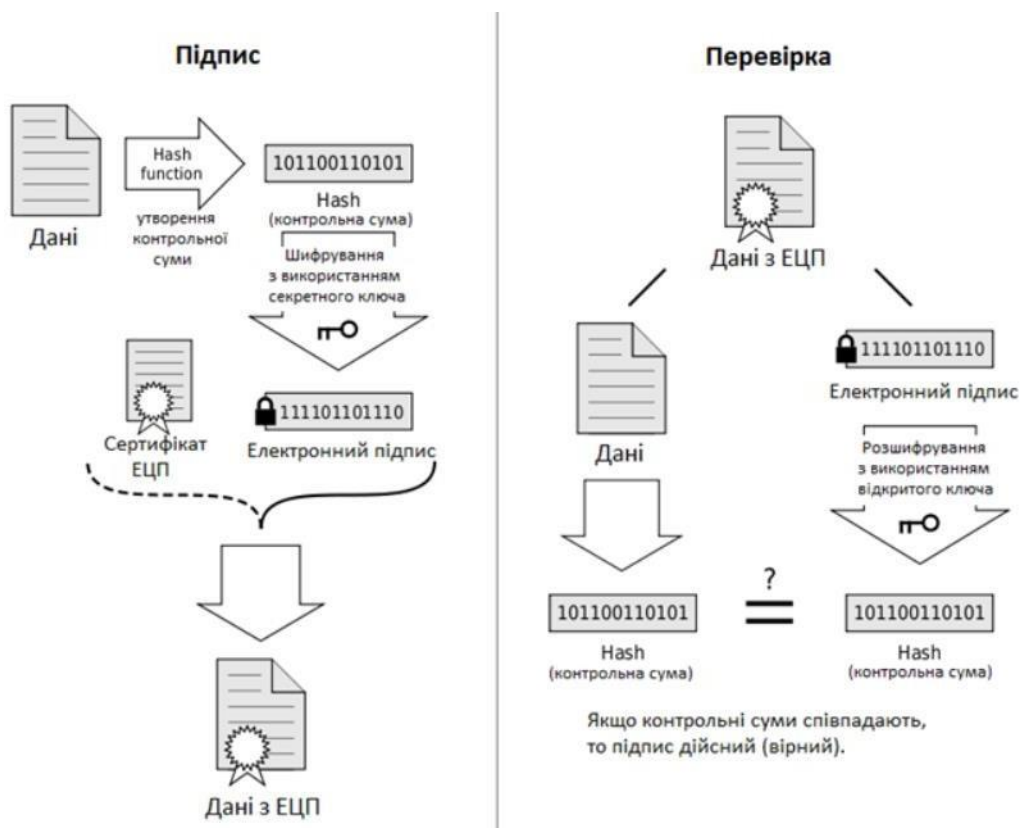 Підпис
Hash
function
101100110101
Hash
(контрольна сума)
Дані
утворення
контрольної
суми
Шифрування
з використанням
секретного ключа
111101101110
Сертифікат
ЕЦП
Електронний підпис
Дані з ЕЦП
Перевірка
Дані з ЕЦП
111101101110
Електронний підпис
Дані
Розшифрування
з використанням
відкритого ключа
?
101100110101
101100110101
Hash
(контрольна сума)
Hash
(контрольна сума)
Якщо контрольні суми співпадають,
то підпис дійсний (вірний).